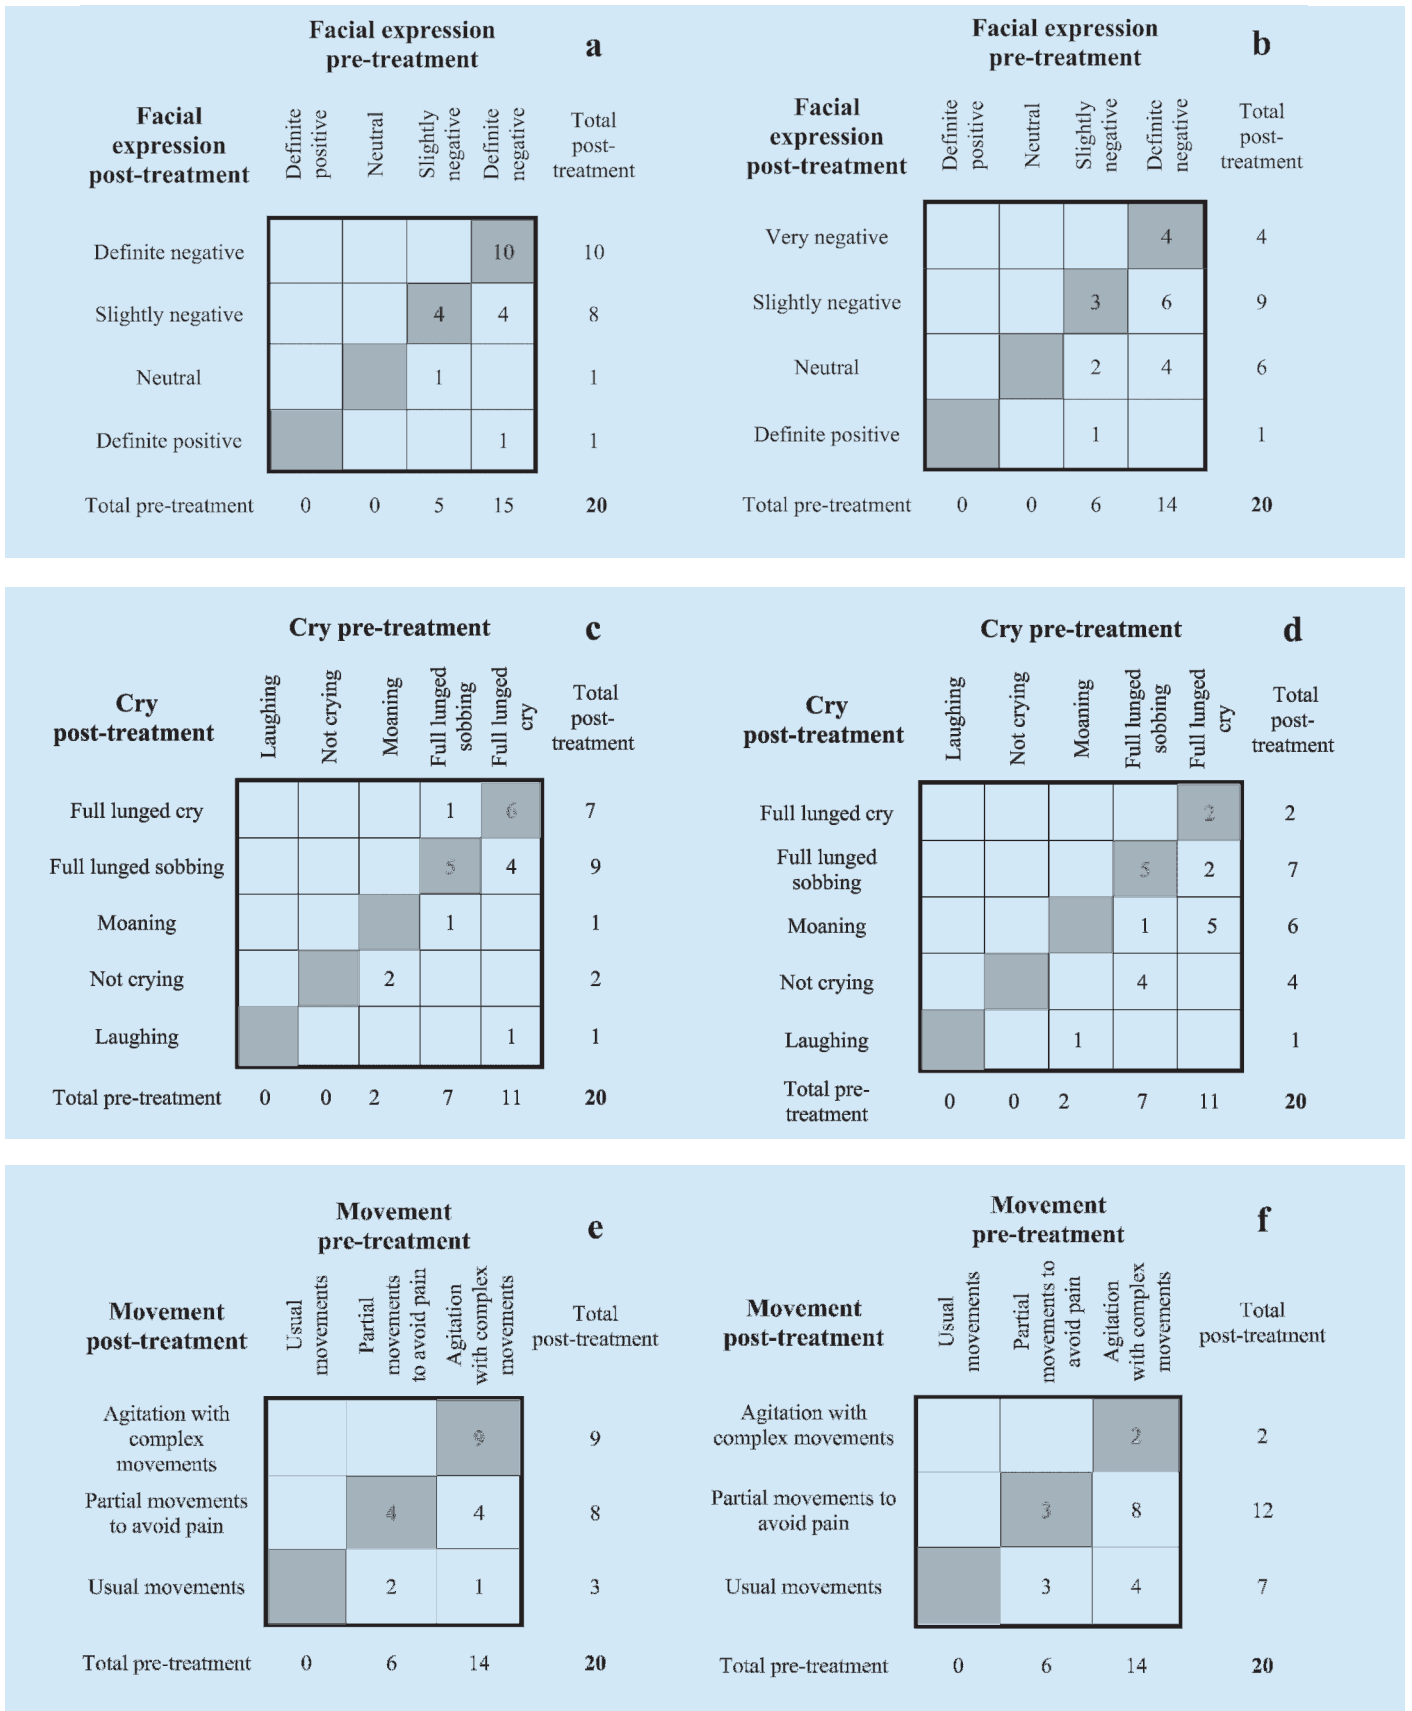 Facial expression
pre-treatment
a
Facial
expression
post-treatment
Definite
positive
Neutral
Slightly
negative
Definite
negative
Total
post-
treatment
Definite negative 10 10
Slightly negative 4 4 8
Neutral 1 1
Definite positive 1 1
Total pre-treatment 0 0 5 15 20
Facial expression
pre-treatment
b
Facial
expression
post-treatment
Definite
positive
Neutral
Slightly
negative
Definite
negative
Total
post-
treatment
Very negative 4 4
Slightly negative 3 6 9
Neutral 2 4 6
Definite positive 1 1
Total pre-treatment 0 0 6 14 20
Cry pre-treatment
c
Cry
post-treatment
Laughing
Not crying
Moaning
Full lunged
sobbing
Full lunged
cry
Total
post-
treatment
Full lunged cry 1 6 7
Full lunged sobbing 5 4 9
Moaning 1 1
Not crying 2 2
Laughing 1 1
Total pre-treatment 0 0 2 7 11 20
Cry pre-treatment
d
Cry
post-treatment
Laughing
Not crying
Moaning
Full lunged
sobbing
Full lunged
cry
Total
post-
treatment
Full lunged cry 2 2
Full lunged
sobbing 5 2 7
Moaning 1 5 6
Not crying 4 4
Laughing 1 1
Total pre-
treatment 0 0 2 7 11 20
Movement
pre-treatment
e
Movement
post-treatment
Usual
movements
Partial
movements
to avoid pain
Agitation
with complex
movements
Total
post-treatment
Agitation with
complex 9 9
movements
Partial movements
to avoid pain 4 4 8
Usual movements 2 1 3
Total pre-treatment 0 6 14 20
Movement
pre-treatment
f
Movement
post-treatment
Usual
movements
Partial
movements to
avoid pain
Agitation
with complex
movements
Total
post-treatment
Agitation with
complex movements 2 2
Partial movements to
avoid pain 3 8 12
Usual movements 3 4 7
Total pre-treatment 0 6 14 20